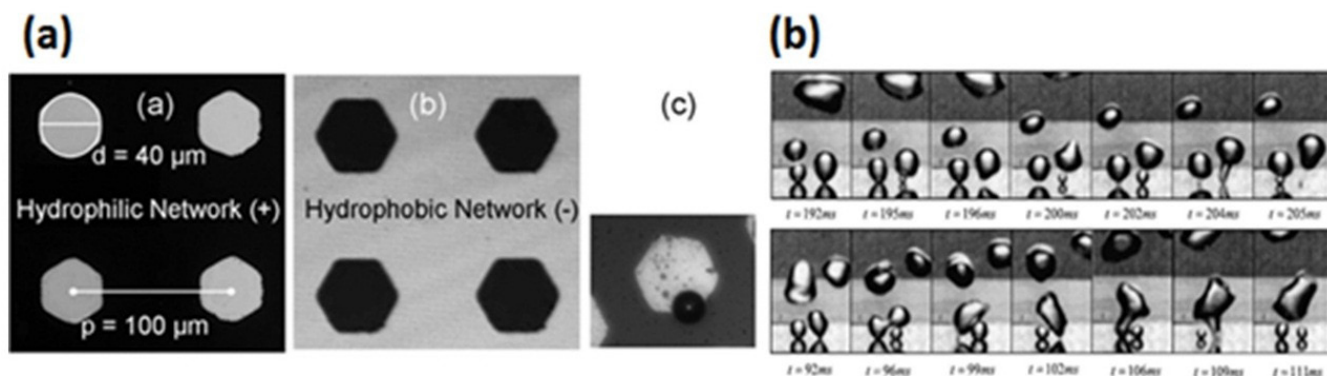 (a)
(b)
(a)
d = 40 μm
Hydrophilic Network (+)
p = 100 μm
(b)
Hydrophobic Network (-)
(c)
t = 192ms
t = 195ms
t = 196ms
t = 200ms
t = 202ms
t = 204ms
t = 205ms
t = 92ms
t = 96ms
t = 99ms
t = 102ms
t = 106ms
t = 109ms
t = 111ms